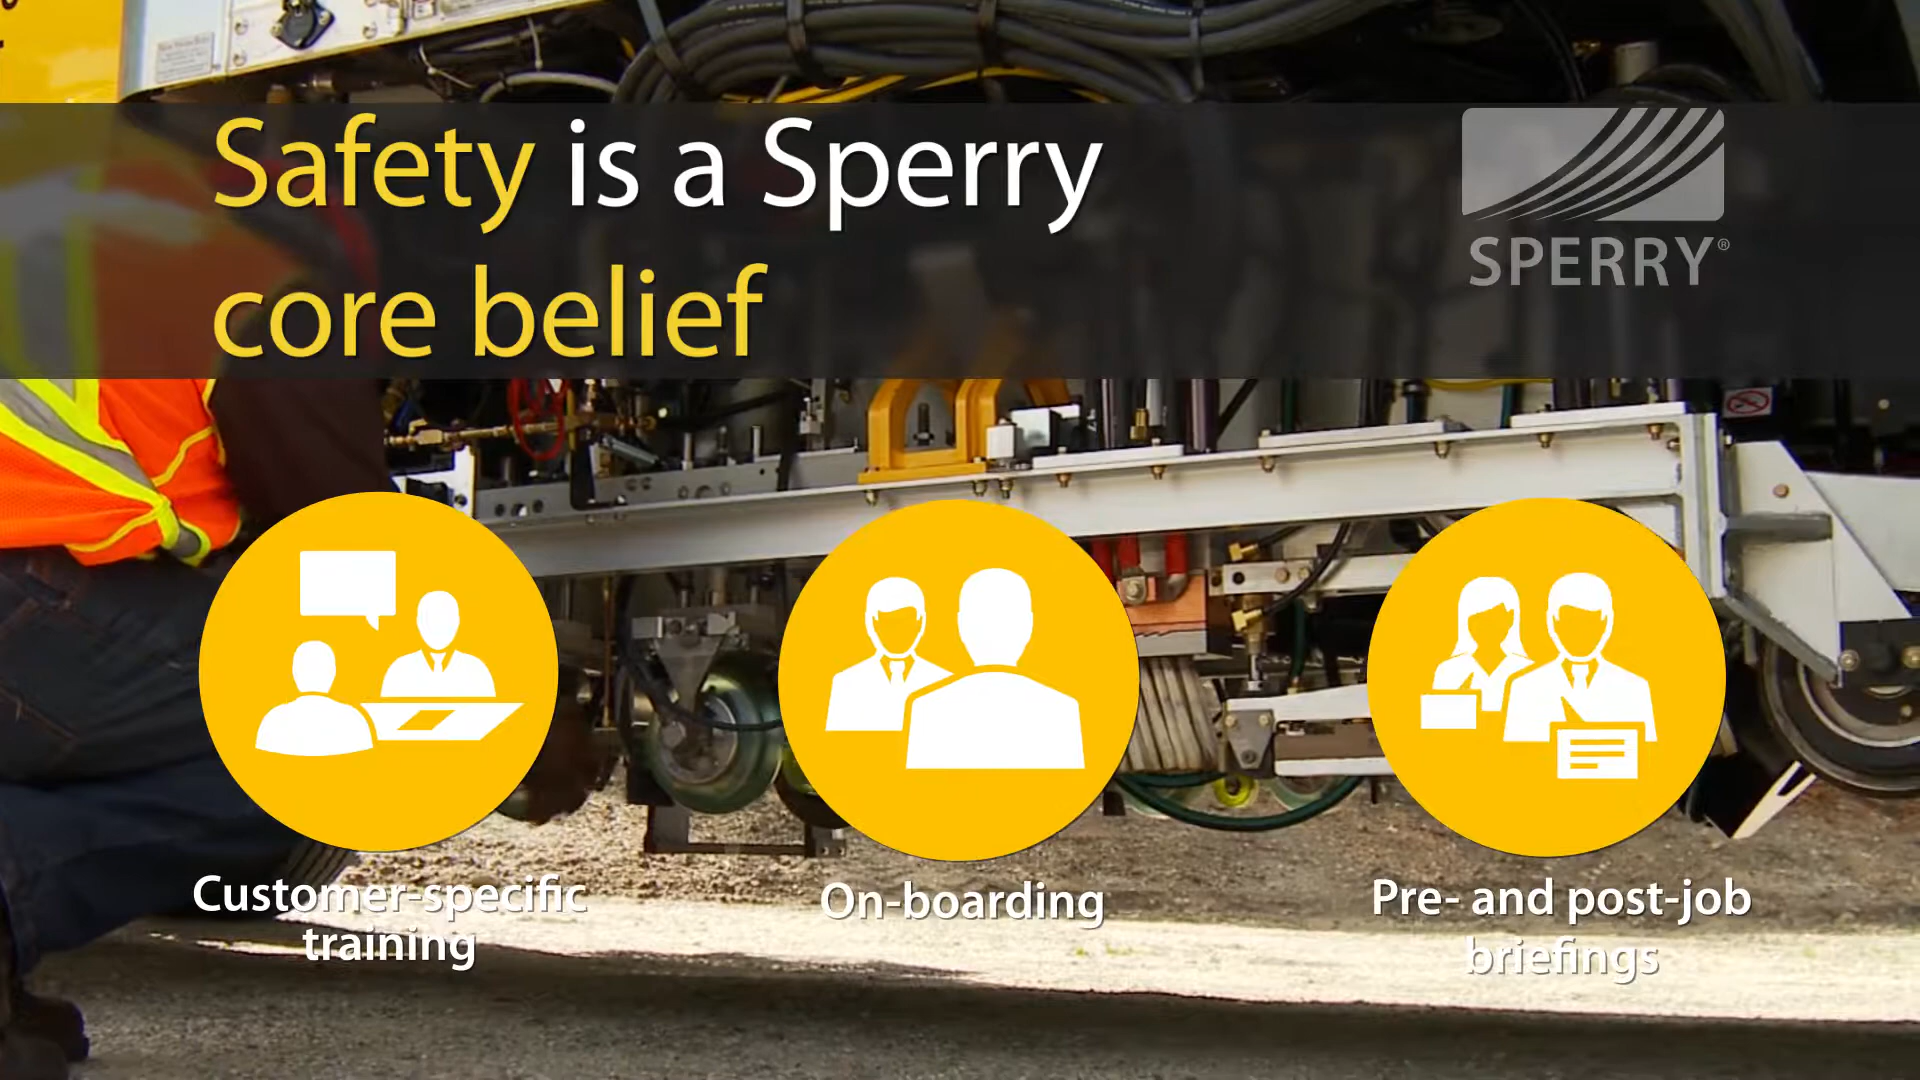 Safety is a Sperry
core belief
SPERRY®
Customer-specific
training
On-boarding
Pre- and post-job
briefings